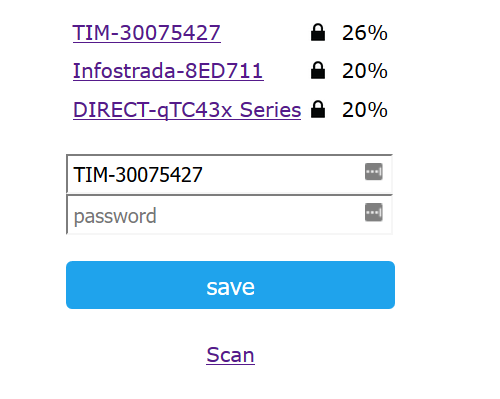 TIM-30075427 26%
Infostrada-8ED711 20%
DIRECT-qTC43x Series 20%
TIM-30075427
password
save
Scan